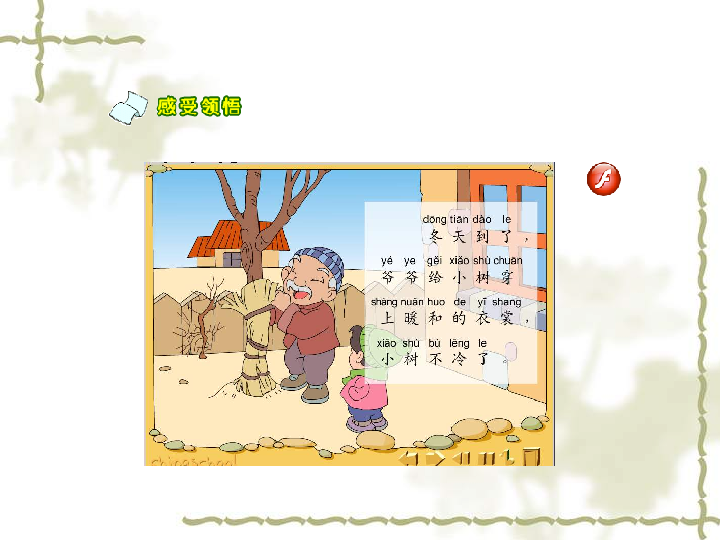 感受领悟
dōng tiān dào le
冬天到了，
yé ye gěi xiǎo shù chuān
爷爷给小树穿
shàng nuǎn huo de yī shang
上暖和的衣裳，
xiǎo shù bù lěng le
小树不冷了。
chinaschool